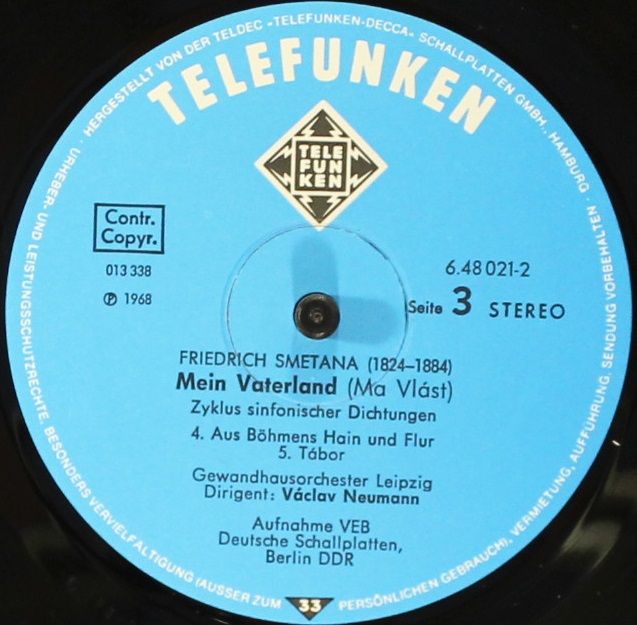 HERGESTELLT VON DER TELDEC »TELEFUNKEN-DECCA« SCHALLPLATTEN GMBH., HAMBURG · URHEBER- UND LEISTUNGSSCHUTZRECHTE. BESONDERS VERVIELFÄLTIGUNG (AUSSER ZUM PERSÖNLICHEN GEBRAUCH), VERMIETUNG, AUFFÜHRUNG, SENDUNG VORBEHALTEN ·
TELEFUNKEN
TELE
FUN
KEN
Contr.
Copyr.
013 338
℗ 1968
6.48 021-2
Seite 3 STEREO
FRIEDRICH SMETANA (1824–1884)
Mein Vaterland (Ma Vlást)
Zyklus sinfonischer Dichtungen
4. Aus Böhmens Hain und Flur
5. Tábor
Gewandhausorchester Leipzig
Dirigent: Václav Neumann
Aufnahme VEB
Deutsche Schallplatten,
Berlin DDR
33